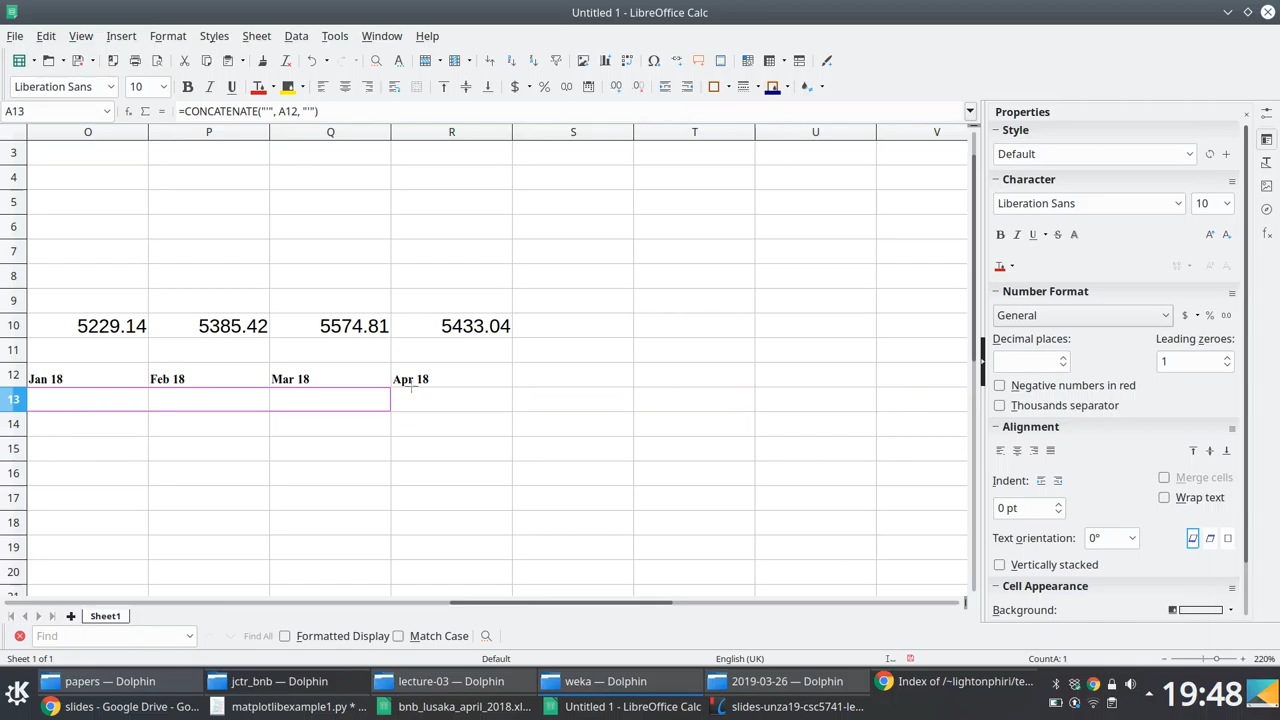 Untitled 1 - LibreOffice Calc
File Edit View Insert Format Styles Sheet Data Tools Window Help
Liberation Sans 10
A13 =CONCATENATE("'", A12, "'")
O P Q R S T U V
3
4
5
6
7
8
9
10 5229.14 5385.42 5574.81 5433.04
11
12 Jan 18 Feb 18 Mar 18 Apr 18
13
14
15
16
17
18
19
20
Properties
Style
Default
Character
Liberation Sans 10
Number Format
General
Decimal places: Leading zeroes:
1
Negative numbers in red
Thousands separator
Alignment
Indent: Merge cells
0 pt Wrap text
Text orientation: 0°
Vertically stacked
Cell Appearance
Background:
Sheet1
Find Find All Formatted Display Match Case
Sheet 1 of 1 Default English (UK) CountA: 1 220%
papers — Dolphin jctr_bnb — Dolphin lecture-03 — Dolphin weka — Dolphin 2019-03-26 — Dolphin Index of /~lightonphiri/te...
slides - Google Drive - Go... matplotlibexample1.py * ... bnb_lusaka_april_2018.xl... Untitled 1 - LibreOffice Calc slides-unza19-csc5741-le...
19:48